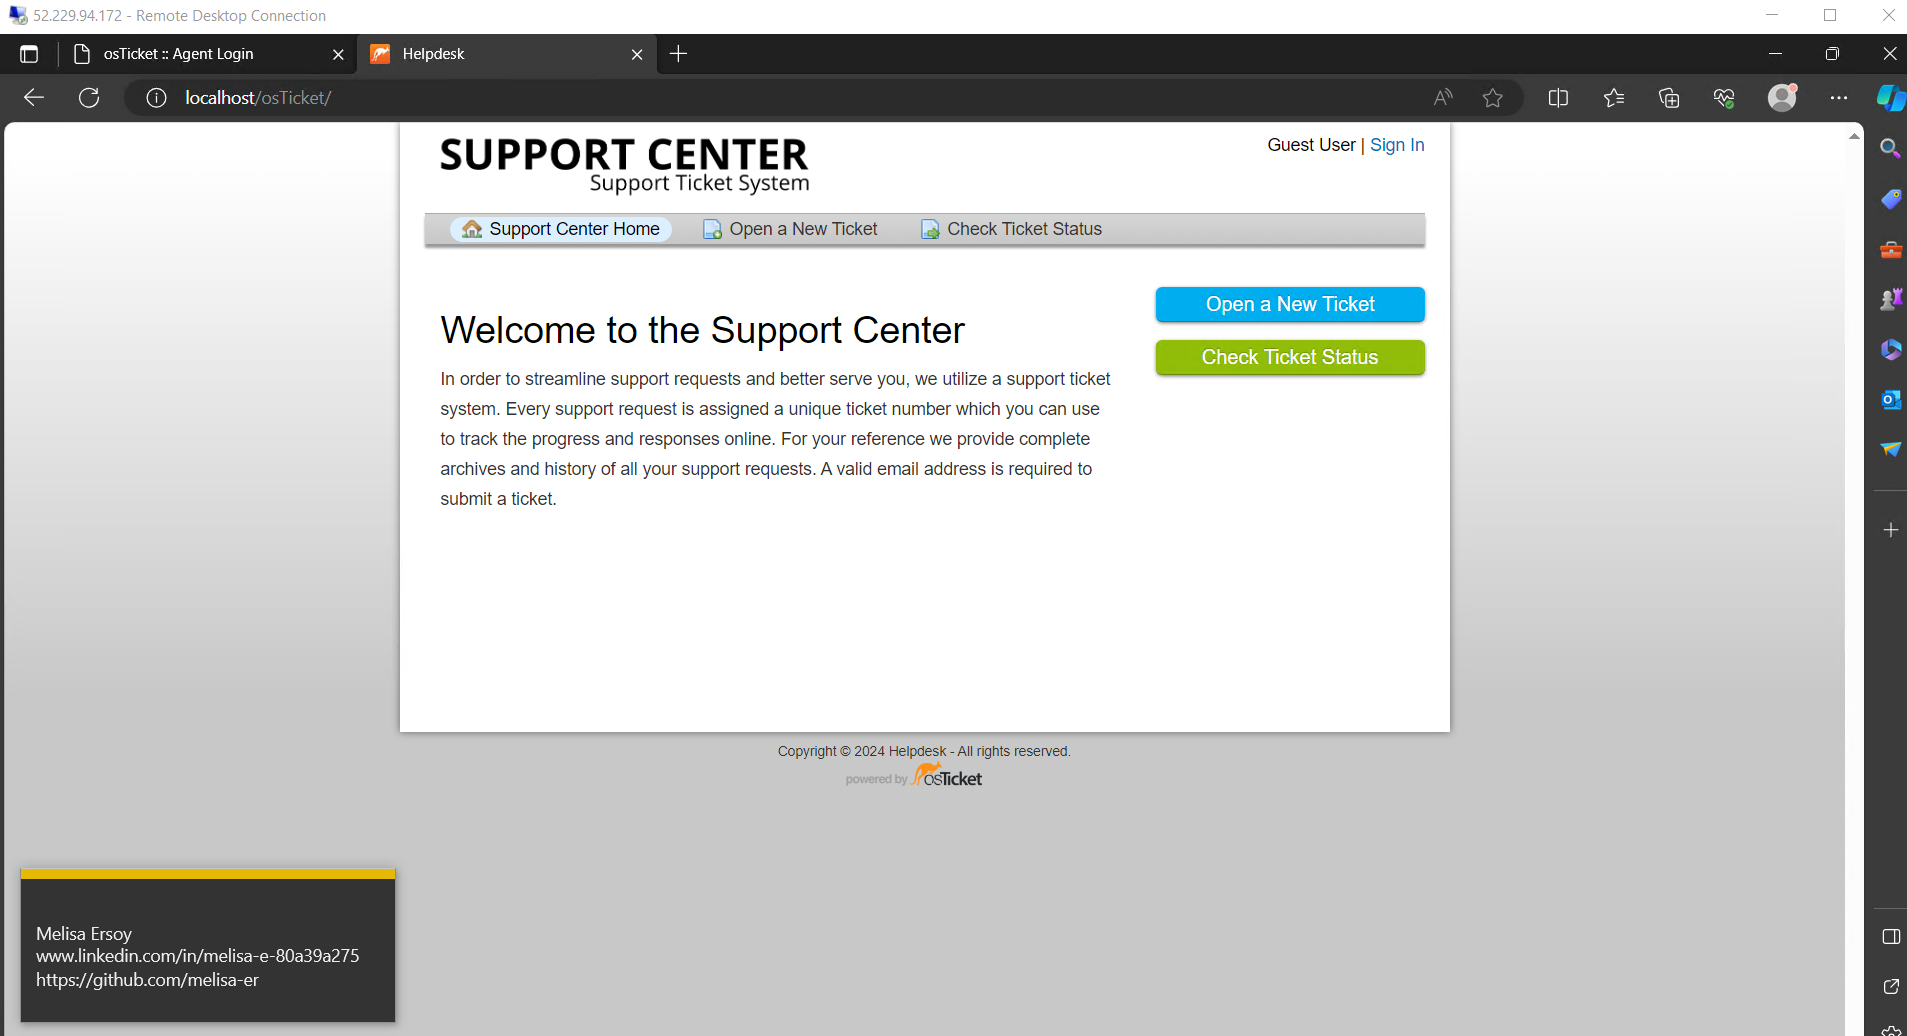 52.229.94.172 - Remote Desktop Connection
osTicket :: Agent Login
Helpdesk
localhost/osTicket/
SUPPORT CENTER
Support Ticket System
Guest User | Sign In
Support Center Home
Open a New Ticket
Check Ticket Status
Welcome to the Support Center
In order to streamline support requests and better serve you, we utilize a support ticket
system. Every support request is assigned a unique ticket number which you can use
to track the progress and responses online. For your reference we provide complete
archives and history of all your support requests. A valid email address is required to
submit a ticket.
Open a New Ticket
Check Ticket Status
Copyright © 2024 Helpdesk - All rights reserved.
powered by osTicket
Melisa Ersoy
www.linkedin.com/in/melisa-e-80a39a275
https://github.com/melisa-er